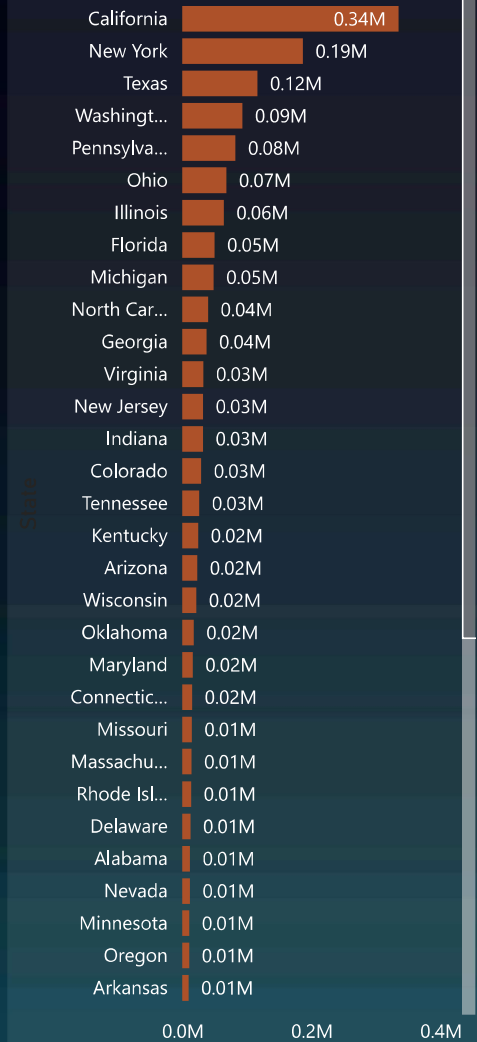 California 0.34M
New York 0.19M
Texas 0.12M
Washingt... 0.09M
Pennsylva... 0.08M
Ohio 0.07M
Illinois 0.06M
Florida 0.05M
Michigan 0.05M
North Car... 0.04M
Georgia 0.04M
Virginia 0.03M
New Jersey 0.03M
Indiana 0.03M
Colorado 0.03M
Tennessee 0.03M
Kentucky 0.02M
Arizona 0.02M
Wisconsin 0.02M
Oklahoma 0.02M
Maryland 0.02M
Connectic... 0.02M
Missouri 0.01M
Massachu... 0.01M
Rhode Isl... 0.01M
Delaware 0.01M
Alabama 0.01M
Nevada 0.01M
Minnesota 0.01M
Oregon 0.01M
Arkansas 0.01M
0.0M 0.2M 0.4M
State